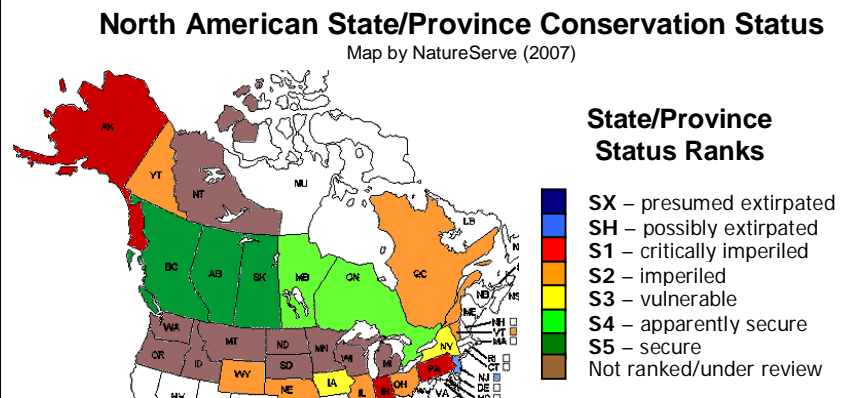 North American State/Province Conservation Status
Map by NatureServe (2007)
State/Province
Status Ranks
SX – presumed extirpated
SH – possibly extirpated
S1 – critically imperiled
S2 – imperiled
S3 – vulnerable
S4 – apparently secure
S5 – secure
Not ranked/under review
AK
YT
NT
NU
LB
BC
AB
SK
MB
ON
QC
NB
NS
ME
WA
MT
ND
MN
WI
MI
NY
NH
VT
MA
OR
ID
SD
WY
NE
IA
IL
IN
OH
PA
RI
CT
NJ
DE
VA